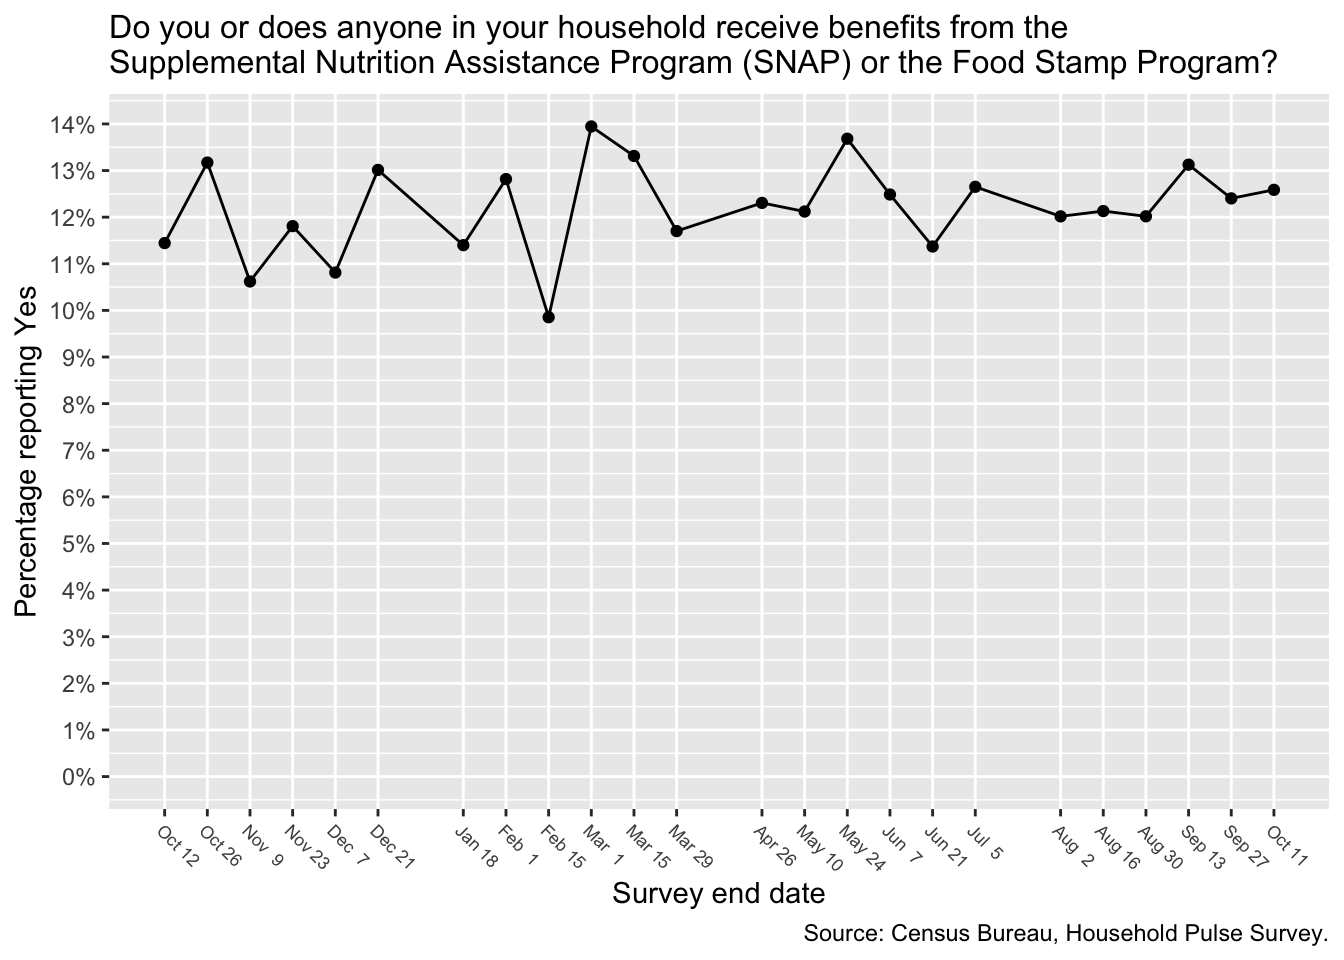 Do you or does anyone in your household receive benefits from the
Supplemental Nutrition Assistance Program (SNAP) or the Food Stamp Program?
14%
13%
12%
11%
10%
9%
8%
7%
6%
5%
4%
3%
2%
1%
0%
Percentage reporting Yes
Oct 12
Oct 26
Nov 9
Nov 23
Dec 7
Dec 21
Jan 18
Feb 1
Feb 15
Mar 1
Mar 15
Mar 29
Apr 26
May 10
May 24
Jun 7
Jun 21
Jul 5
Aug 2
Aug 16
Aug 30
Sep 13
Sep 27
Oct 11
Survey end date
Source: Census Bureau, Household Pulse Survey.